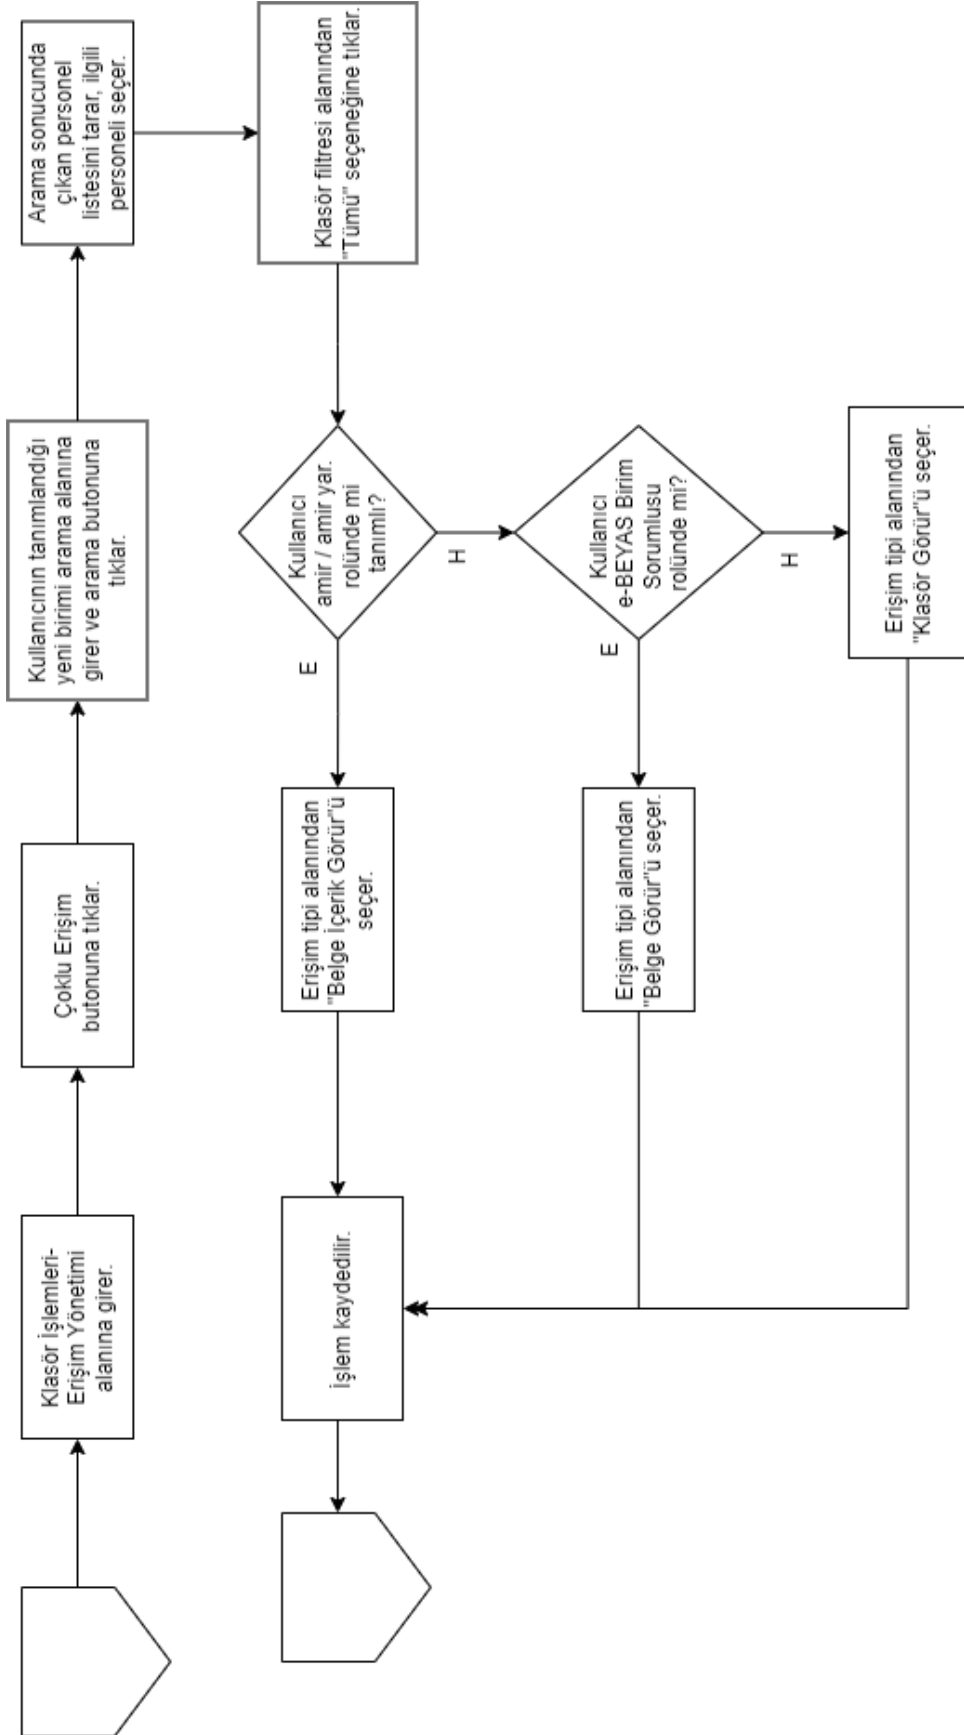 Klasör İşlemleri-
Erişim Yönetimi
alanına girer.
Çoklu Erişim
butonuna tıklar.
Kullanıcının tanımlandığı
yeni birimi arama alanına
girer ve arama butonuna
tıklar.
Arama sonucunda
çıkan personel
listesini tarar, ilgili
personeli seçer.
Klasör filtresi alanından
"Tümü" seçeneğine tıklar.
Kullanıcı
amir / amir yar.
rolünde mi
tanımlı?
E
H
Erişim tipi alanından
"Belge İçerik Görür"ü
seçer.
Kullanıcı
e-BEYAS Birim
Sorumlusu
rolünde mi?
E
H
Erişim tipi alanından
"Belge Görür"ü seçer.
Erişim tipi alanından
"Klasör Görür"ü seçer.
İşlem kaydedilir.